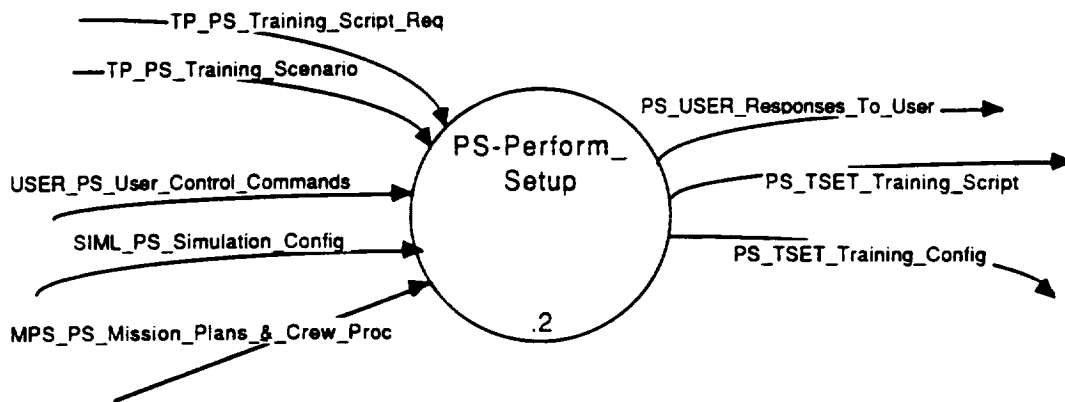 TP_PS_Training_Script_Req
TP_PS_Training_Scenario
USER_PS_User_Control_Commands
SIML_PS_Simulation_Config
MPS_PS_Mission_Plans_&_Crew_Proc
PS-Perform_
Setup
.2
PS_USER_Responses_To_User
PS_TSET_Training_Script
PS_TSET_Training_Config